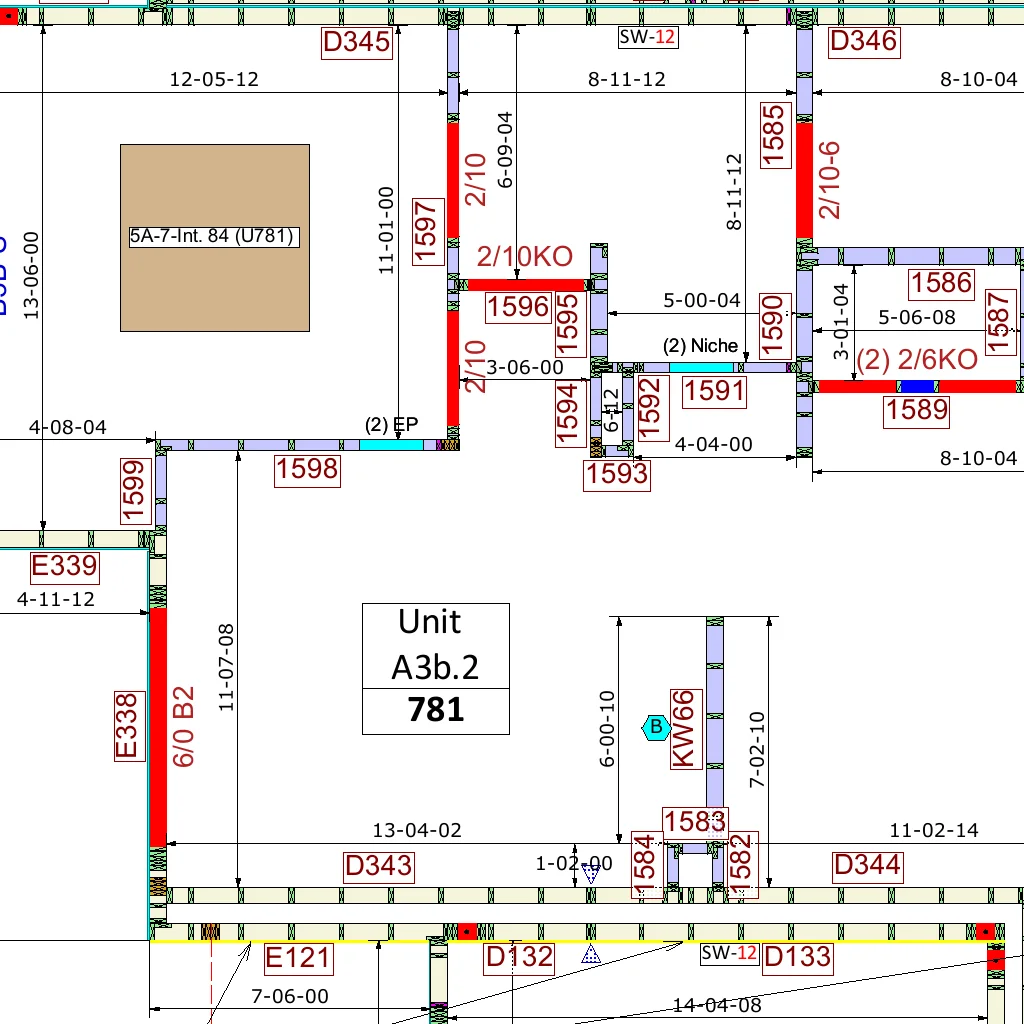 D345
SW-12
D346
12-05-12
8-11-12
8-10-04
1585
2/10-6
6-09-04
2/10
8-11-12
11-01-00
1597
5A-7-Int. 84 (U781)
13-06-00
2/10KO
1596
1595
5-00-04
1590
1586
1587
3-01-04
5-06-08
(2) Niche
(2) 2/6KO
2/10
3-06-00
1591
1589
1594
6-12
1592
4-08-04
(2) EP
4-04-00
8-10-04
1598
1599
1593
E339
4-11-12
Unit
A3b.2
781
11-07-08
E338
6/0 B2
6-00-10
B
KW66
7-02-10
1583
13-04-02
11-02-14
D343
1-02-00
1584
1582
D344
E121
D132
SW-12
D133
7-06-00
14-04-08